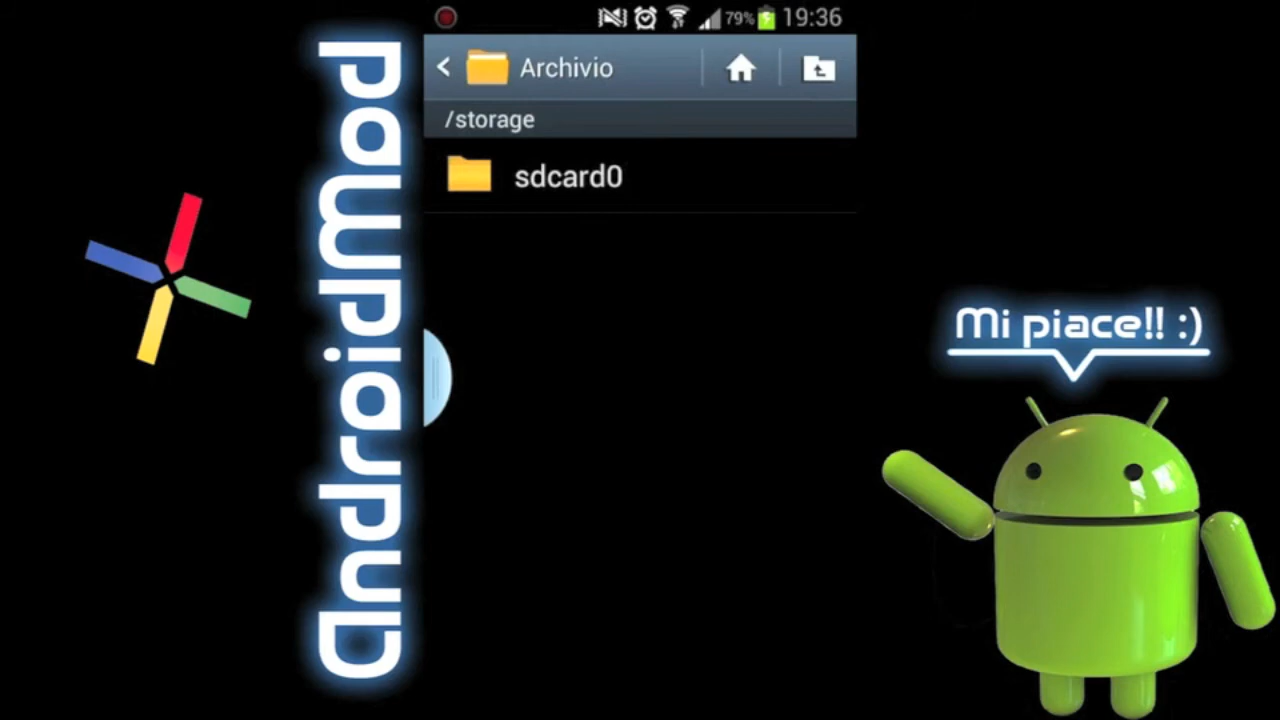 AndroidMod
79% 19:36
Archivio
/storage
sdcard0
Mi piace!! :)